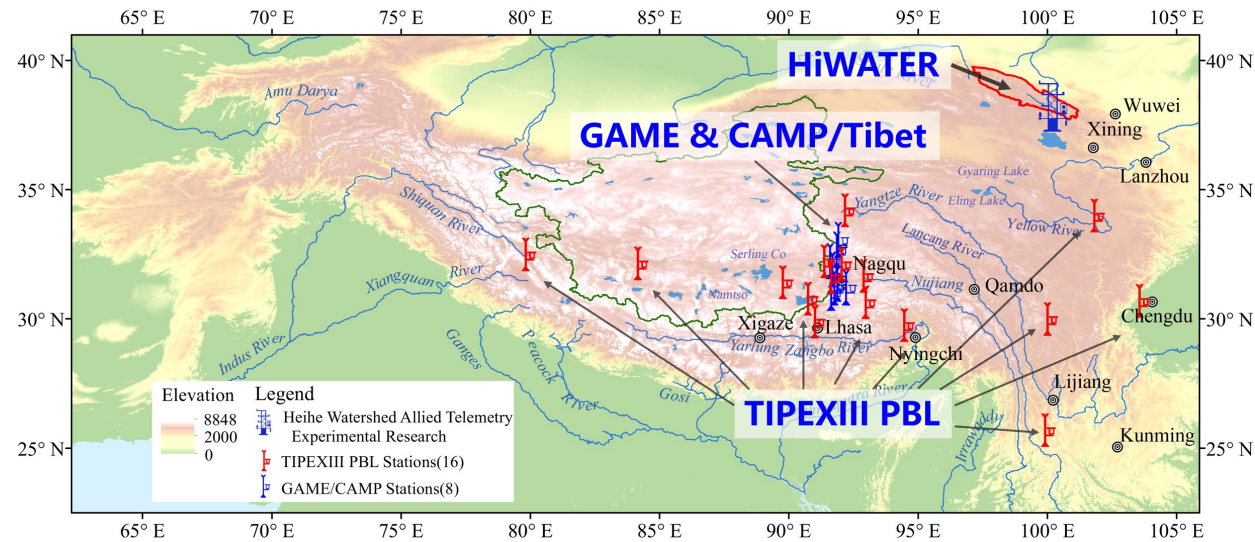 65° E 70° E 75° E 80° E 85° E 90° E 95° E 100° E 105° E
40° N
40° N
HiWATER
River
Amu Darya
Wuwei
GAME & CAMP/Tibet
Xining
Lanzhou
35° N
35° N
Gyaring Lake
Eling Lake
Yangtze River
Shiquan River
Yellow River
Lancang River
Serling Co
Nagqu
Xiangquan River
Nujiang
Qamdo
Namtso
30° N
30° N
Chengdu
Xigaze
Lhasa
Yarlung Zangbo River
Nyingchi
Indus River
Gangs
Peacock River
Gosi
River
Lijiang
TIPEXIII PBL
Irrawaddy
Kunming
25° N
25° N
Elevation
8848
2000
0
Legend
Heihe Watershed Allied Telemetry
Experimental Research
TIPEXIII PBL Stations(16)
GAME/CAMP Stations(8)
65° E 70° E 75° E 80° E 85° E 90° E 95° E 100° E 105° E